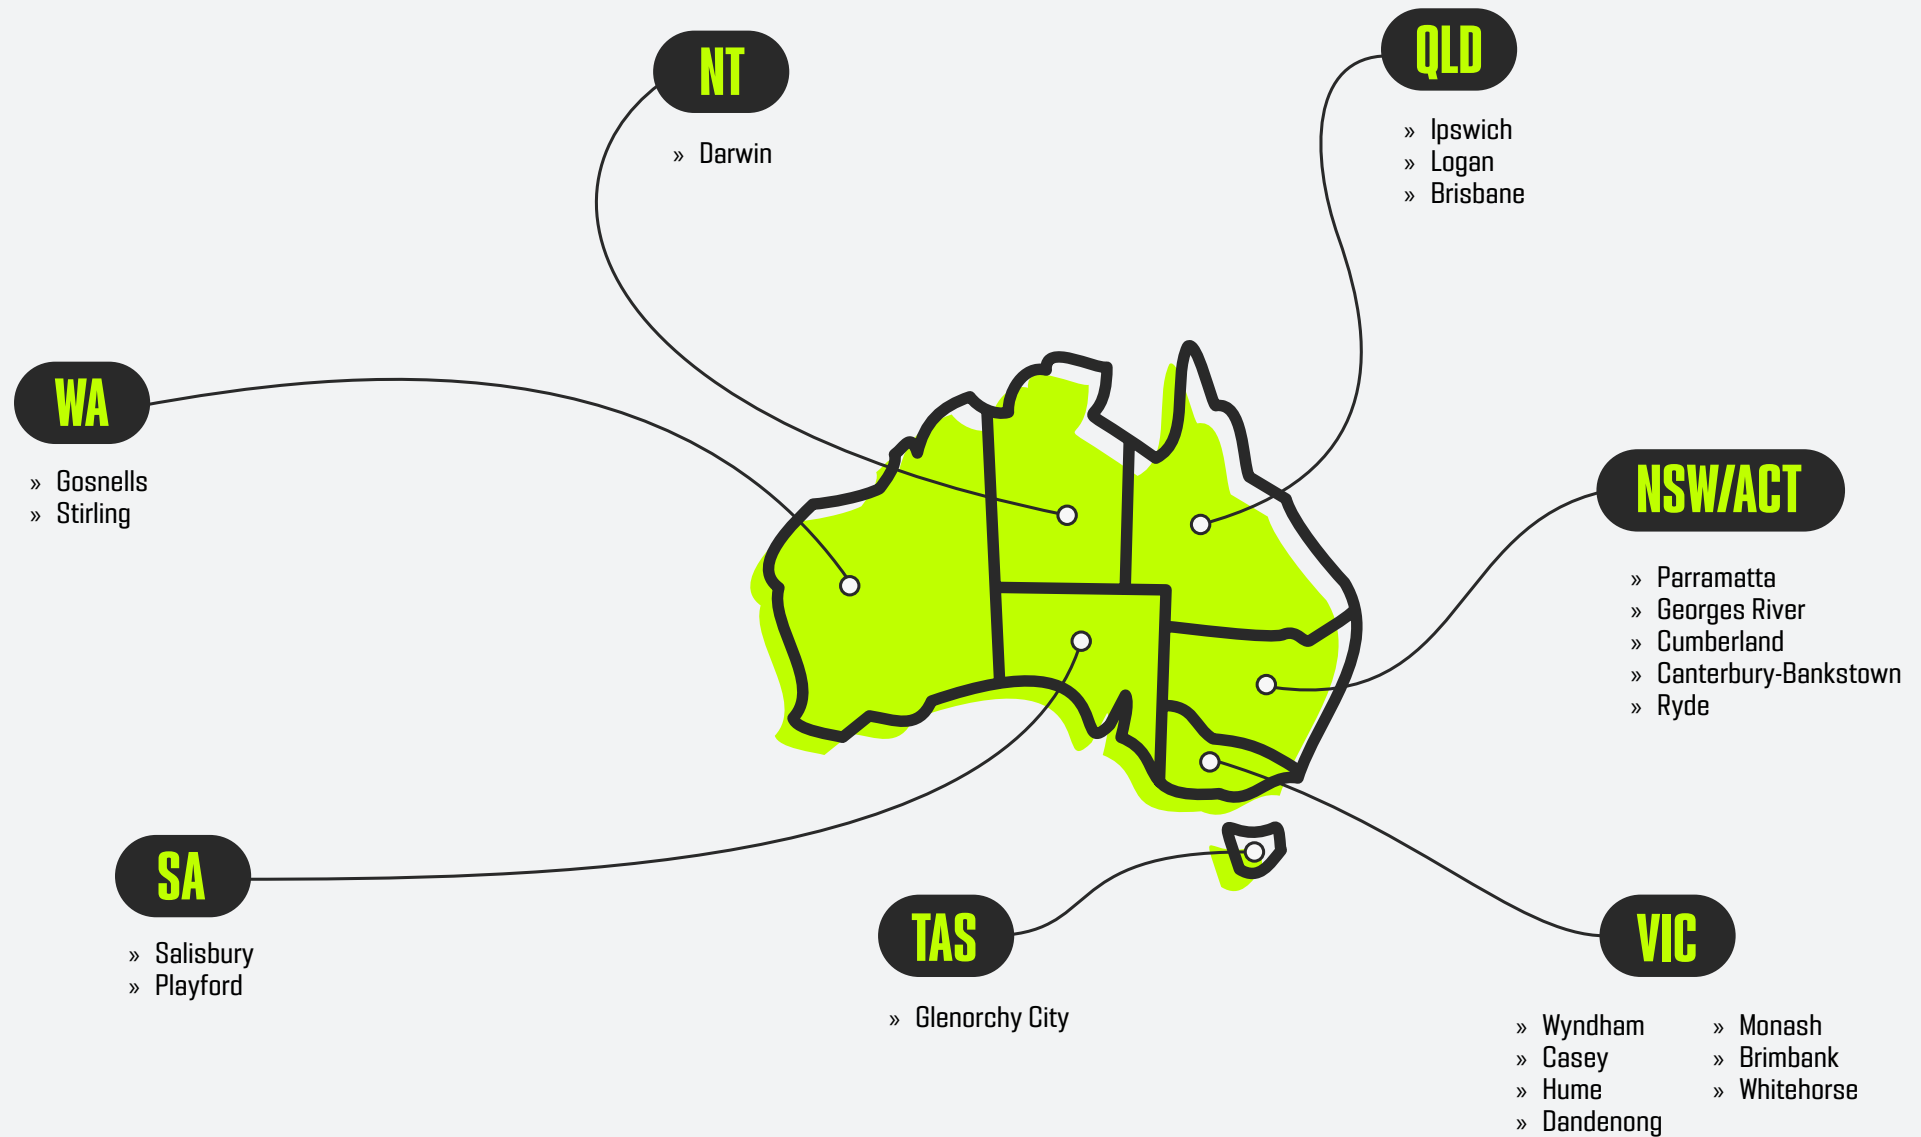 NT
» Darwin
QLD
» Ipswich
» Logan
» Brisbane
WA
» Gosnells
» Stirling
NSW/ACT
» Parramatta
» Georges River
» Cumberland
» Canterbury-Bankstown
» Ryde
SA
» Salisbury
» Playford
TAS
» Glenorchy City
VIC
» Wyndham
» Casey
» Hume
» Dandenong
» Monash
» Brimbank
» Whitehorse